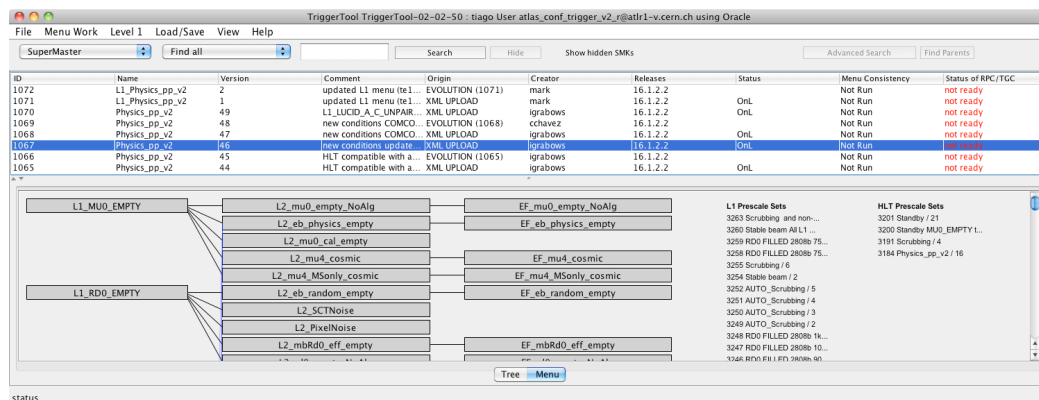 TriggerTool TriggerTool-02-02-50 : tiago User atlas_conf_trigger_v2_r@atlr1-v.cern.ch using Oracle
File Menu Work Level 1 Load/Save View Help
SuperMaster Find all Search Hide Show hidden SMKs Advanced Search Find Parents
ID Name Version Comment Origin Creator Releases Status Menu Consistency Status of RPC/TGC
1072 L1_Physics_pp_v2 2 updated L1 menu (te1... EVOLUTION (1071) mark 16.1.2.2 Not Run not ready
1071 L1_Physics_pp_v2 1 updated L1 menu (te1... XML UPLOAD mark 16.1.2.2 OnL Not Run not ready
1070 Physics_pp_v2 49 L1_LUCID_A_C_UNPAIR... XML UPLOAD igrabows 16.1.2.2 OnL Not Run not ready
1069 Physics_pp_v2 48 new conditions COMCO... EVOLUTION (1068) cchavez 16.1.2.2 Not Run not ready
1068 Physics_pp_v2 47 new conditions COMCO... XML UPLOAD igrabows 16.1.2.2 OnL Not Run not ready
1067 Physics_pp_v2 46 new conditions update... XML UPLOAD igrabows 16.1.2.2 OnL Not Run not ready
1066 Physics_pp_v2 45 HLT compatible with a... EVOLUTION (1065) igrabows 16.1.2.2 Not Run not ready
1065 Physics_pp_v2 44 HLT compatible with a... XML UPLOAD igrabows 16.1.2.2 OnL Not Run not ready
L1_MU0_EMPTY L2_mu0_empty_NoAlg EF_mu0_empty_NoAlg
L2_eb_physics_empty EF_eb_physics_empty
L2_mu0_cal_empty
L2_mu4_cosmic EF_mu4_cosmic
L2_mu4_MSonly_cosmic EF_mu4_MSonly_cosmic
L1_RD0_EMPTY L2_eb_random_empty EF_eb_random_empty
L2_SCTNoise
L2_PixelNoise
L2_mbRd0_eff_empty EF_mbRd0_eff_empty
L1 Prescale Sets
3263 Scrubbing and non-...
3260 Stable beam All L1 ...
3259 RD0 FILLED 2808b 75...
3258 RD0 FILLED 2808b 75...
3255 Scrubbing / 6
3254 Stable beam / 2
3252 AUTO_Scrubbing / 5
3251 AUTO_Scrubbing / 4
3250 AUTO_Scrubbing / 3
3249 AUTO_Scrubbing / 2
3248 RD0 FILLED 2808b 1k...
3247 RD0 FILLED 2808b 10...
3246 RD0 FILLED 2808b 90
HLT Prescale Sets
3201 Standby / 21
3200 Standby MU0_EMPTY t...
3191 Scrubbing / 4
3184 Physics_pp_v2 / 16
Tree Menu
status